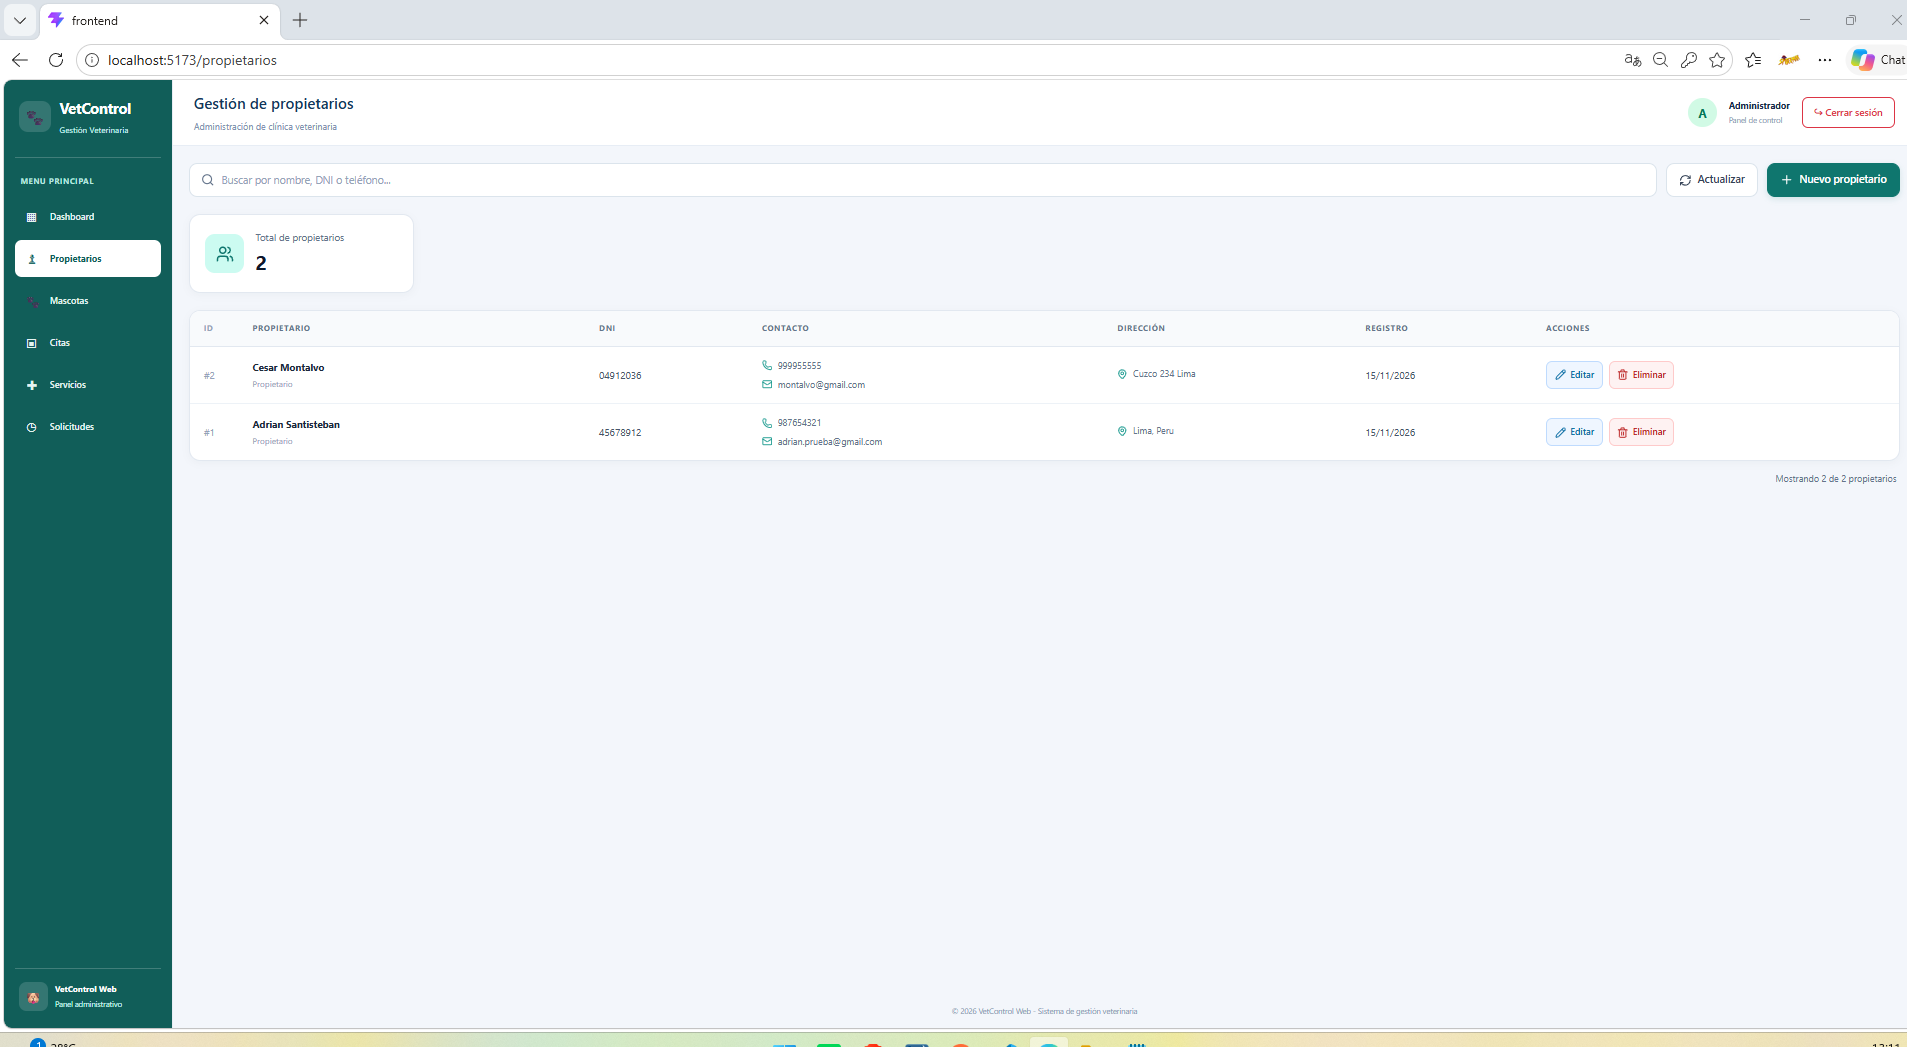 frontend
localhost:5173/propietarios
Chat
VetControl
Gestión Veterinaria
MENU PRINCIPAL
Dashboard
Propietarios
Mascotas
Citas
Servicios
Solicitudes
VetControl Web
Panel administrativo
Gestión de propietarios
Administración de clínica veterinaria
A
Administrador
Panel de control
Cerrar sesión
Buscar por nombre, DNI o teléfono...
Actualizar
Nuevo propietario
Total de propietarios
2
ID PROPIETARIO DNI CONTACTO DIRECCIÓN REGISTRO ACCIONES
#2 Cesar Montalvo 04912036 999955555 Cuzco 234 Lima 15/11/2026 Editar Eliminar
Propietario montalvo@gmail.com
#1 Adrian Santisteban 45678912 987654321 Lima, Peru 15/11/2026 Editar Eliminar
Propietario adrian.prueba@gmail.com
Mostrando 2 de 2 propietarios
© 2026 VetControl Web - Sistema de gestión veterinaria